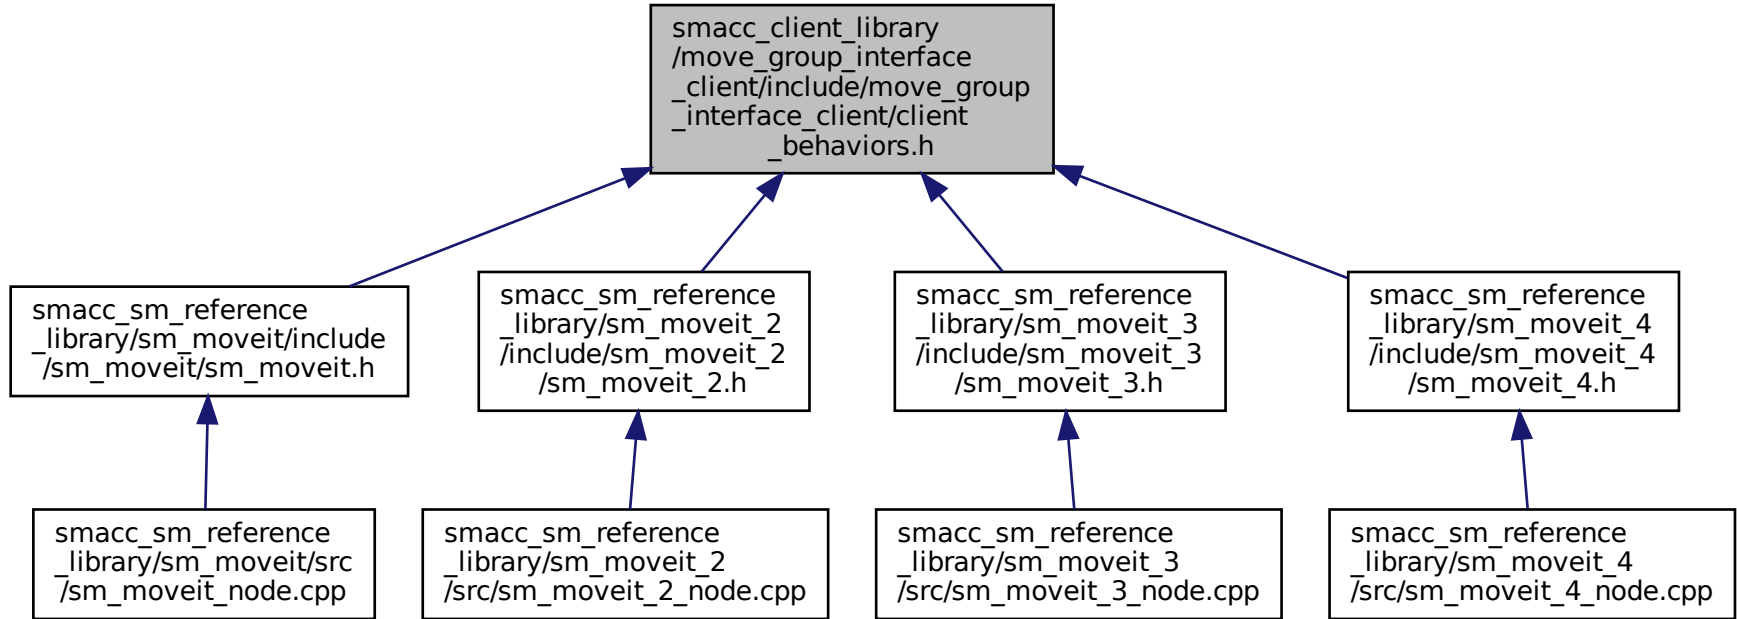 smacc_client_library
/move_group_interface
_client/include/move_group
_interface_client/client
_behaviors.h
smacc_sm_reference
_library/sm_moveit/include
/sm_moveit/sm_moveit.h
smacc_sm_reference
_library/sm_moveit_2
/include/sm_moveit_2
/sm_moveit_2.h
smacc_sm_reference
_library/sm_moveit_3
/include/sm_moveit_3
/sm_moveit_3.h
smacc_sm_reference
_library/sm_moveit_4
/include/sm_moveit_4
/sm_moveit_4.h
smacc_sm_reference
_library/sm_moveit/src
/sm_moveit_node.cpp
smacc_sm_reference
_library/sm_moveit_2
/src/sm_moveit_2_node.cpp
smacc_sm_reference
_library/sm_moveit_3
/src/sm_moveit_3_node.cpp
smacc_sm_reference
_library/sm_moveit_4
/src/sm_moveit_4_node.cpp